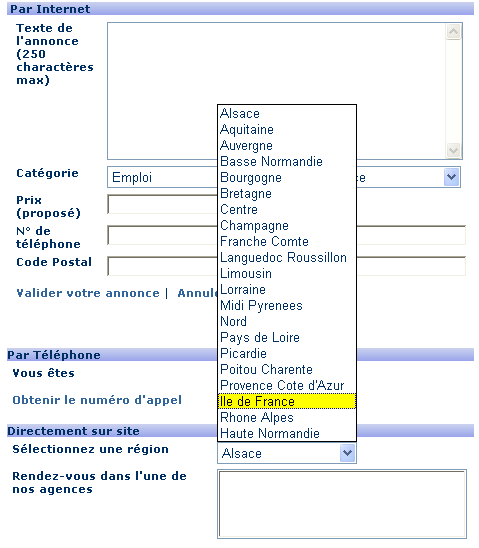 Par Internet
Texte de
l'annonce
(250
charactères
max)
Catégorie
Emploi
ce
Prix
(proposé)
N° de
téléphone
Code Postal
Valider votre annonce | Annule
Alsace
Aquitaine
Auvergne
Basse Normandie
Bourgogne
Bretagne
Centre
Champagne
Franche Comte
Languedoc Roussillon
Limousin
Lorraine
Midi Pyrenees
Nord
Pays de Loire
Picardie
Poitou Charente
Provence Cote d'Azur
Ile de France
Rhone Alpes
Haute Normandie
Par Téléphone
Vous êtes
Obtenir le numéro d'appel
Directement sur site
Sélectionnez une région
Alsace
Rendez-vous dans l'une de
nos agences